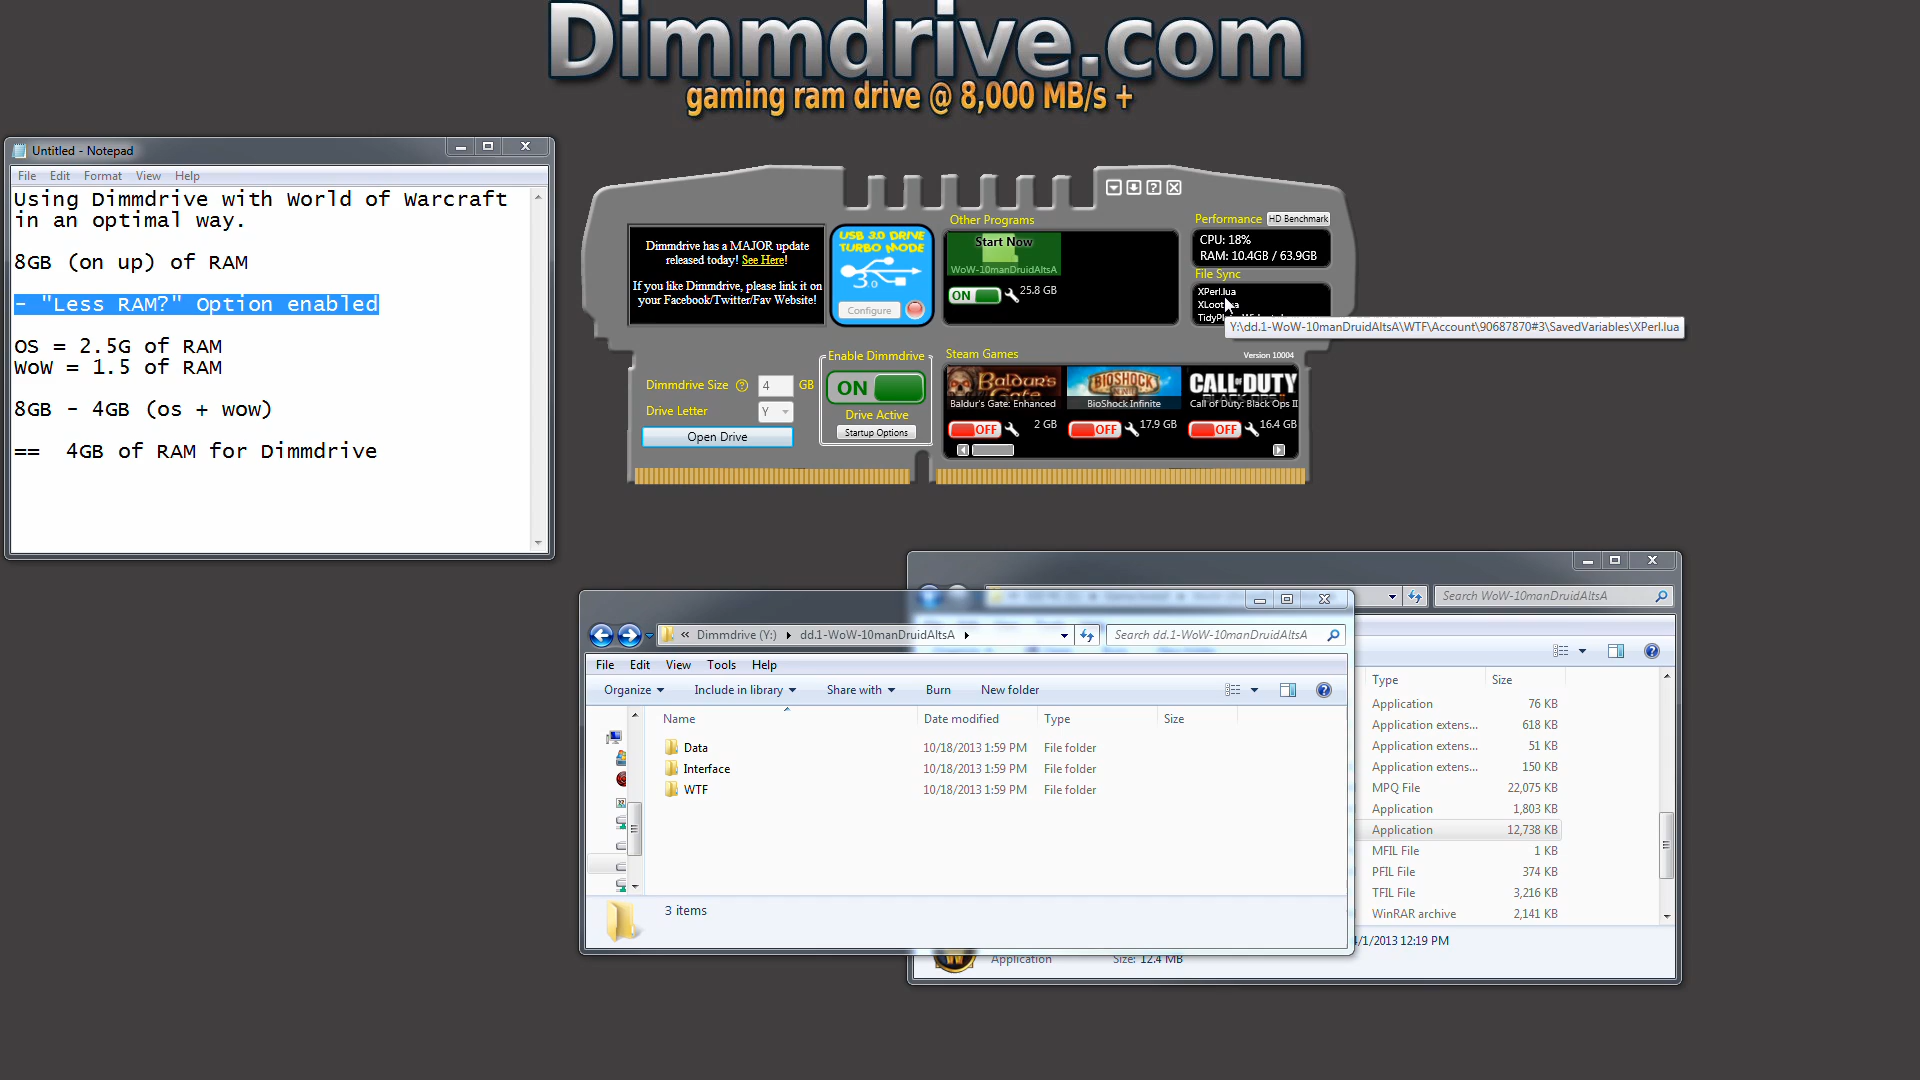 Dimmdrive.com
gaming ram drive @ 8,000 MB/s +
Untitled - Notepad
File Edit Format View Help
Using Dimmdrive with World of Warcraft
in an optimal way.
8GB (on up) of RAM
- "Less RAM?" Option enabled
OS = 2.5G of RAM
WoW = 1.5 of RAM
8GB - 4GB (os + wow)
== 4GB of RAM for Dimmdrive
Dimmdrive has a MAJOR update
released today! See Here!
If you like Dimmdrive, please link it on
your Facebook/Twitter/Fav Website!
USB 3.0 DRIVE
TURBO MODE
3.0
Configure
Other Programs
Start Now
WoW-10manDruidAltsA
ON 25.8 GB
Performance HD Benchmark
CPU: 18%
RAM: 10.4GB / 63.9GB
File Sync
XPerl.lua
Y:\dd.1-WoW-10manDruidAltsA\WTF\Account\90687870#3\SavedVariables\XPerl.lua
Dimmdrive Size ? 4 GB
Drive Letter Y
Open Drive
Enable Dimmdrive
ON
Drive Active
Startup Options
Steam Games
Version 10004
Baldur's Gate
Baldur's Gate: Enhanced
OFF 2 GB
BIOSHOCK
INFINITE
BioShock Infinite
OFF 17.9 GB
CALL OF DUTY
Call of Duty: Black Ops II
OFF 16.4 GB
Search WoW-10manDruidAltsA
Dimmdrive (Y:) dd.1-WoW-10manDruidAltsA
Search dd.1-WoW-10manDruidAltsA
File Edit View Tools Help
Organize Include in library Share with Burn New folder
Name Date modified Type Size
Data 10/18/2013 1:59 PM File folder
Interface 10/18/2013 1:59 PM File folder
WTF 10/18/2013 1:59 PM File folder
3 items
Type Size
Application 76 KB
Application extens... 618 KB
Application extens... 51 KB
Application extens... 150 KB
MPQ File 22,075 KB
Application 1,803 KB
Application 12,738 KB
MFIL File 1 KB
PFIL File 374 KB
TFIL File 3,216 KB
WinRAR archive 2,141 KB
/1/2013 12:19 PM
Application Size: 12.4 MB